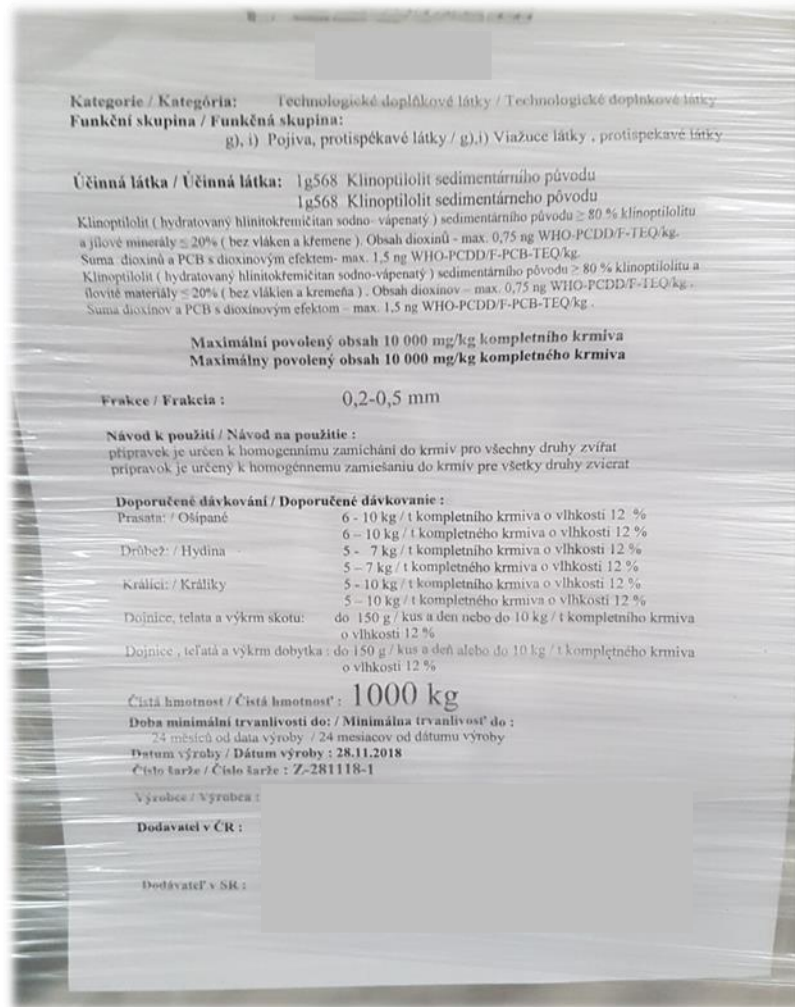 Kategorie / Kategória: Technologické doplňkové látky / Technologické doplnkové látky
Funkční skupina / Funkčná skupina:
g), i) Pojiva, protispékavé látky / g),i) Viažuce látky , protispekavé látky
Účinná látka / Účinná látka: 1g568 Klinoptilolit sedimentárního původu
1g568 Klinoptilolit sedimentárneho pôvodu
Klinoptilolit ( hydratovaný hlinitokřemičitan sodno- vápenatý ) sedimentárního původu ≥ 80 % klinoptilolitu
a jílové minerály ≤ 20% ( bez vláken a křemene ). Obsah dioxinů - max. 0,75 ng WHO-PCDD/F-TEQ/kg.
Suma dioxinů a PCB s dioxinovým efektem- max. 1,5 ng WHO-PCDD/F-PCB-TEQ/kg.
Klinoptilolit ( hydratovaný hlinitokřemičitan sodno-vápenatý ) sedimentárního původu ≥ 80 % klinoptilolitu a
ílovité materiály ≤ 20% ( bez vlákien a kremeňa ) . Obsah dioxínov – max. 0,75 ng WHO-PCDD/F-TEQ/kg .
Suma dioxínov a PCB s dioxínovým efektom – max. 1,5 ng WHO-PCDD/F-PCB-TEQ/kg .
Maximální povolený obsah 10 000 mg/kg kompletního krmiva
Maximálny povolený obsah 10 000 mg/kg kompletného krmiva
Frakce / Frakcia : 0,2-0,5 mm
Návod k použití / Návod na použitie :
přípravek je určen k homogennímu zamíchání do krmiv pro všechny druhy zvířat
prípravok je určený k homogénnemu zamiešaniu do krmív pre všetky druhy zvierat
Doporučené dávkování / Doporučené dávkovanie :
Prasata: / Ošípané 6 - 10 kg / t kompletního krmiva o vlhkosti 12 %
6 – 10 kg / t kompletného krmiva o vlhkosti 12 %
Drůbež: / Hydina 5 - 7 kg / t kompletního krmiva o vlhkosti 12 %
5 – 7 kg / t kompletného krmiva o vlhkosti 12 %
Králíci: / Králiky 5 - 10 kg / t kompletního krmiva o vlhkosti 12 %
5 – 10 kg / t kompletného krmiva o vlhkosti 12 %
Dojnice, telata a výkrm skotu: do 150 g / kus a den nebo do 10 kg / t kompletního krmiva
o vlhkosti 12 %
Dojnice , teľatá a výkrm dobytka : do 150 g / kus a deň alebo do 10 kg / t kompletného krmiva
o vlhkosti 12 %
Čistá hmotnost / Čistá hmotnosť : 1000 kg
Doba minimální trvanlivosti do: / Minimálna trvanlivosť do :
24 měsíců od data výroby / 24 mesiacov od dátumu výroby
Datum výroby / Dátum výroby : 28.11.2018
Číslo šarže / Číslo šarže : Z-281118-1
Výrobce / Výrobca :
Dodavatel v ČR :
Dodávateľ v SR :